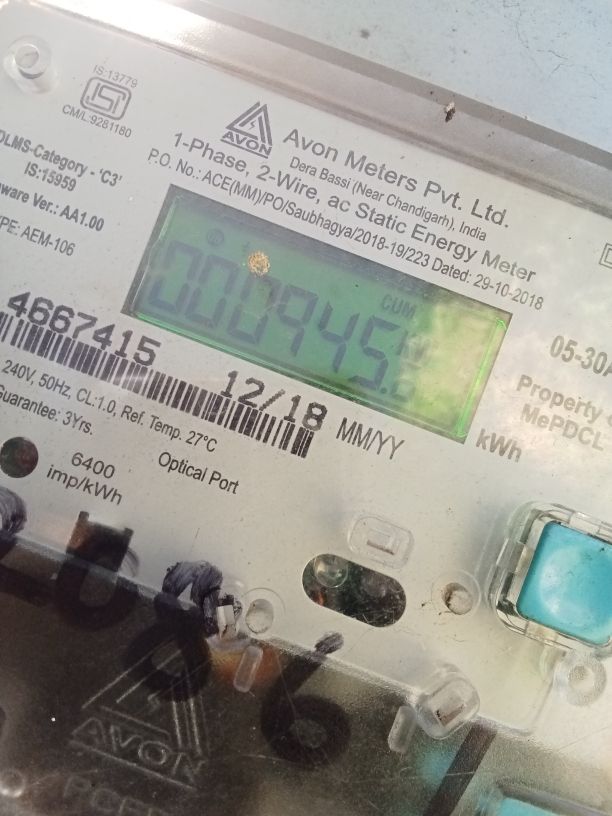 IS:13779
CM/L:9281180
AVON
Avon Meters Pvt. Ltd.
Dera Bassi (Near Chandigarh), India
1-Phase, 2-Wire, ac Static Energy Meter
P.O. No.: ACE(MM)/PO/Saubhagya/2018-19/223 Dated: 29-10-2018
DLMS-Category - 'C3'
IS:15959
Ver.: AA1.00
AEM-106
CUM
000945.
kWh
05-30A
Property
MePDCL
4667415
12/18 MM/YY
240V, 50Hz, CL:1.0, Ref. Temp. 27°C
Guarantee: 3Yrs.
6400
imp/kWh
Optical Port
AVON